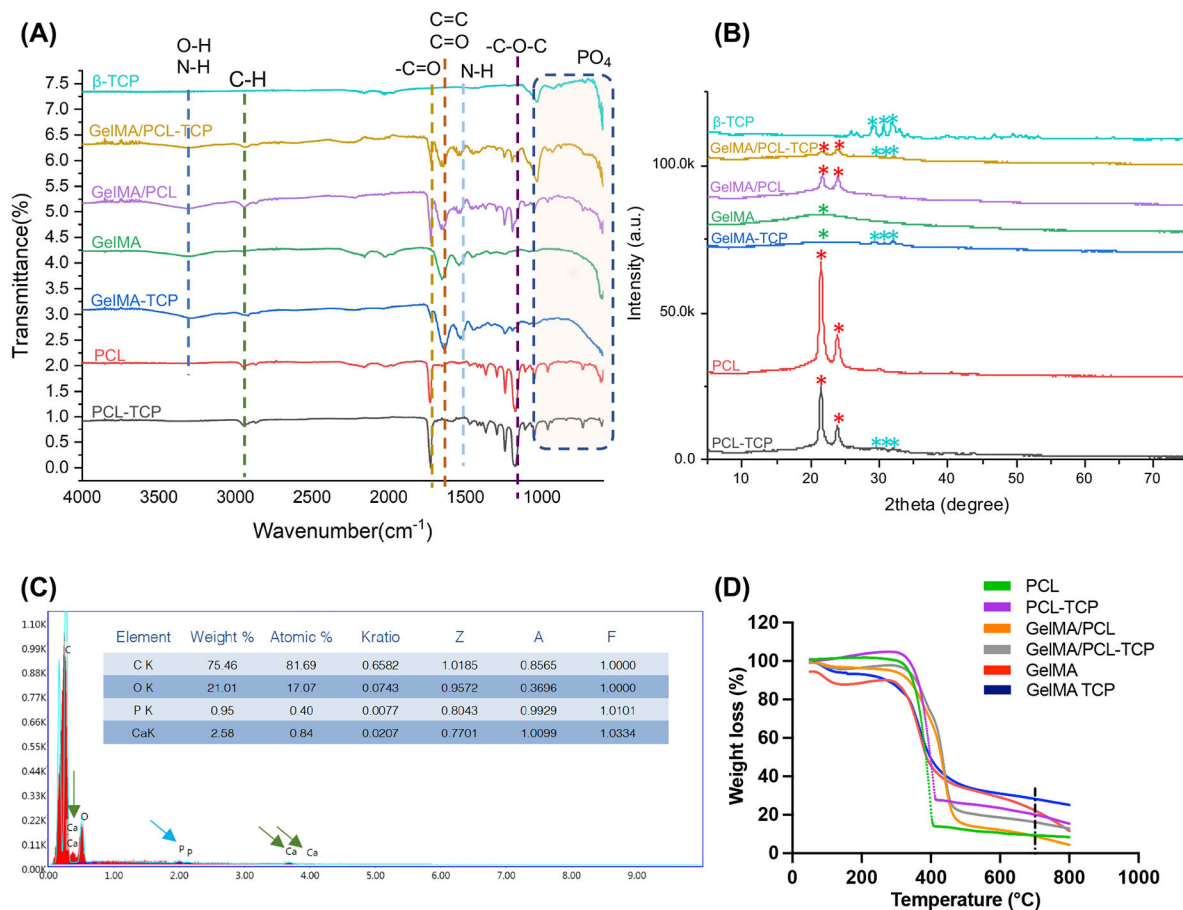 (A)
C=C
O-H
C=O
-C-O-C
N-H
C-H
-C=O
N-H
PO4
7.5
β-TCP
7.0
6.5
GelMA/PCL-TCP
6.0
5.5
GelMA/PCL
5.0
4.5
GelMA
4.0
3.5
GelMA-TCP
3.0
2.5
PCL
2.0
1.5
PCL-TCP
1.0
0.5
0.0
Transmittance(%)
4000 3500 3000 2500 2000 1500 1000
Wavenumber(cm-1)
(B)
β-TCP
GelMA/PCL-TCP
100.0k
GelMA/PCL
GelMA
GelMA-TCP
50.0k
PCL
PCL-TCP
0.0
Intensity (a.u.)
10 20 30 40 50 60 70
2theta (degree)
(C)
Element Weight % Atomic % Kratio Z A F
C K 75.46 81.69 0.6582 1.0185 0.8565 1.0000
O K 21.01 17.07 0.0743 0.9572 0.3696 1.0000
P K 0.95 0.40 0.0077 0.8043 0.9929 1.0101
CaK 2.58 0.84 0.0207 0.7701 1.0099 1.0334
1.10K
0.99K
0.88K
0.77K
0.66K
0.55K
0.44K
0.33K
0.22K
0.11K
0.00K
C
Ca
Ca
O
P
P
Ca
Ca
0.00 1.00 2.00 3.00 4.00 5.00 6.00 7.00 8.00 9.00
(D)
PCL
PCL-TCP
GelMA/PCL
GelMA/PCL-TCP
GelMA
GelMA TCP
120
100
80
60
40
20
0
Weight loss (%)
0 200 400 600 800 1000
Temperature (°C)